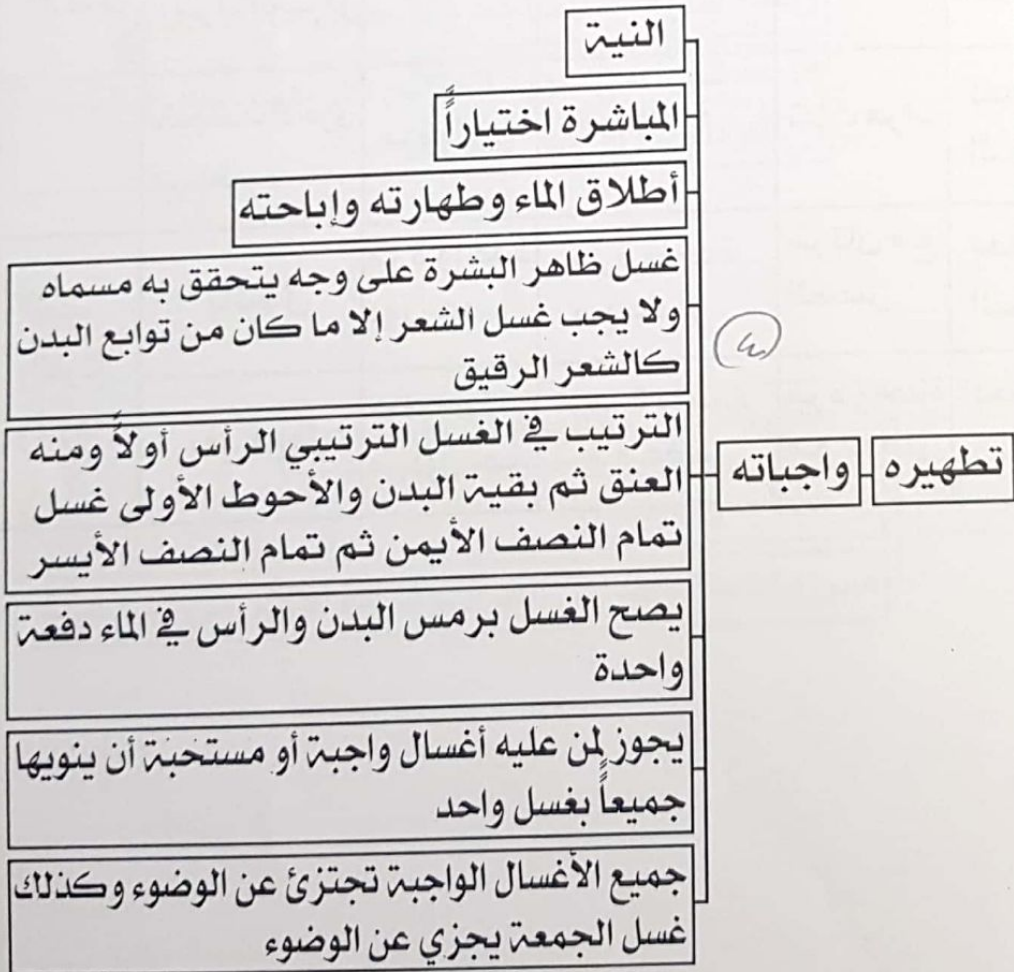 تطهيره
واجباته
النية
المباشرة اختياراً
أطلاق الماء وطهارته وإباحته
غسل ظاهر البشرة على وجه يتحقق به مسماه
ولا يجب غسل الشعر إلا ما كان من توابع البدن
كالشعر الرقيق
الترتيب في الغسل الترتيبي الرأس أولاً ومنه
العنق ثم بقية البدن والأحوط الأولى غسل
تمام النصف الأيمن ثم تمام النصف الأيسر
يصح الغسل برمس البدن والرأس في الماء دفعة
واحدة
يجوز لمن عليه أغسال واجبة أو مستحبة أن ينويها
جميعاً بغسل واحد
جميع الأغسال الواجبة تجتزئ عن الوضوء وكذلك
غسل الجمعة يجزي عن الوضوء